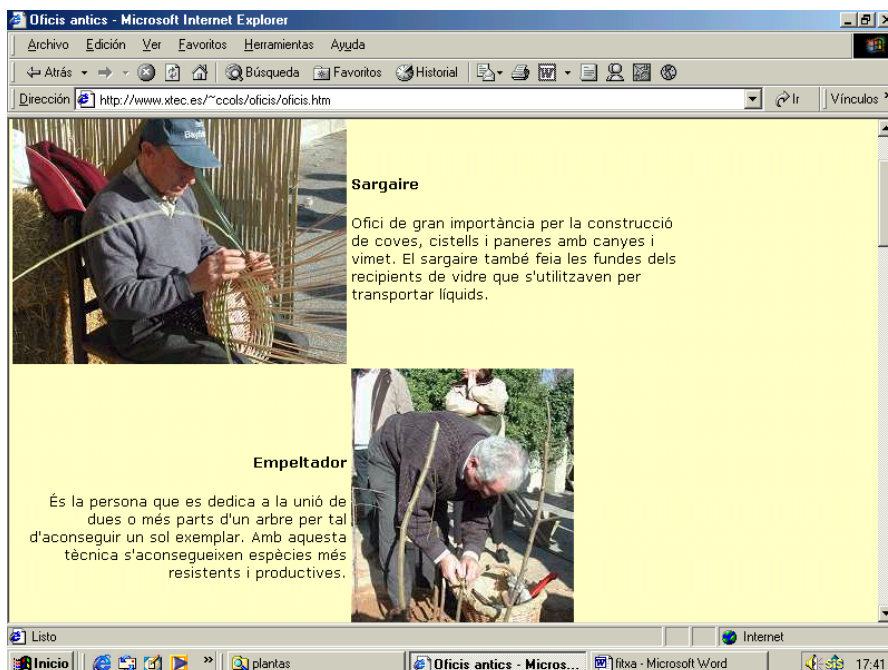 Oficis antics - Microsoft Internet Explorer
Archivo Edición Ver Favoritos Herramientas Ayuda
Atrás Búsqueda Favoritos Historial
Dirección http://www.xtec.es/~ccols/oficis/oficis.htm Ir Vínculos
Sargaire
Ofici de gran importància per la construcció
de coves, cistells i paneres amb canyes i
vimet. El sargaire també feia les fundes dels
recipients de vidre que s'utilitzaven per
transportar líquids.
Empeltador
És la persona que es dedica a la unió de
dues o més parts d'un arbre per tal
d'aconseguir un sol exemplar. Amb aquesta
tècnica s'aconsegueixen espècies més
resistents i productives.
Listo Internet
Inicio plantas Oficis antics - Micros... fitxa - Microsoft Word 17:41